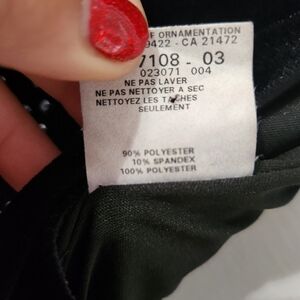 OF ORNAMENTATION
9422 - CA 21472
7108 - 03
023071 004
NE PAS LAVER
NE PAS NETTOYER A SEC
NETTOYEZ LES TACHES
SEULEMENT
90% POLYESTER
10% SPANDEX
100% POLYESTER